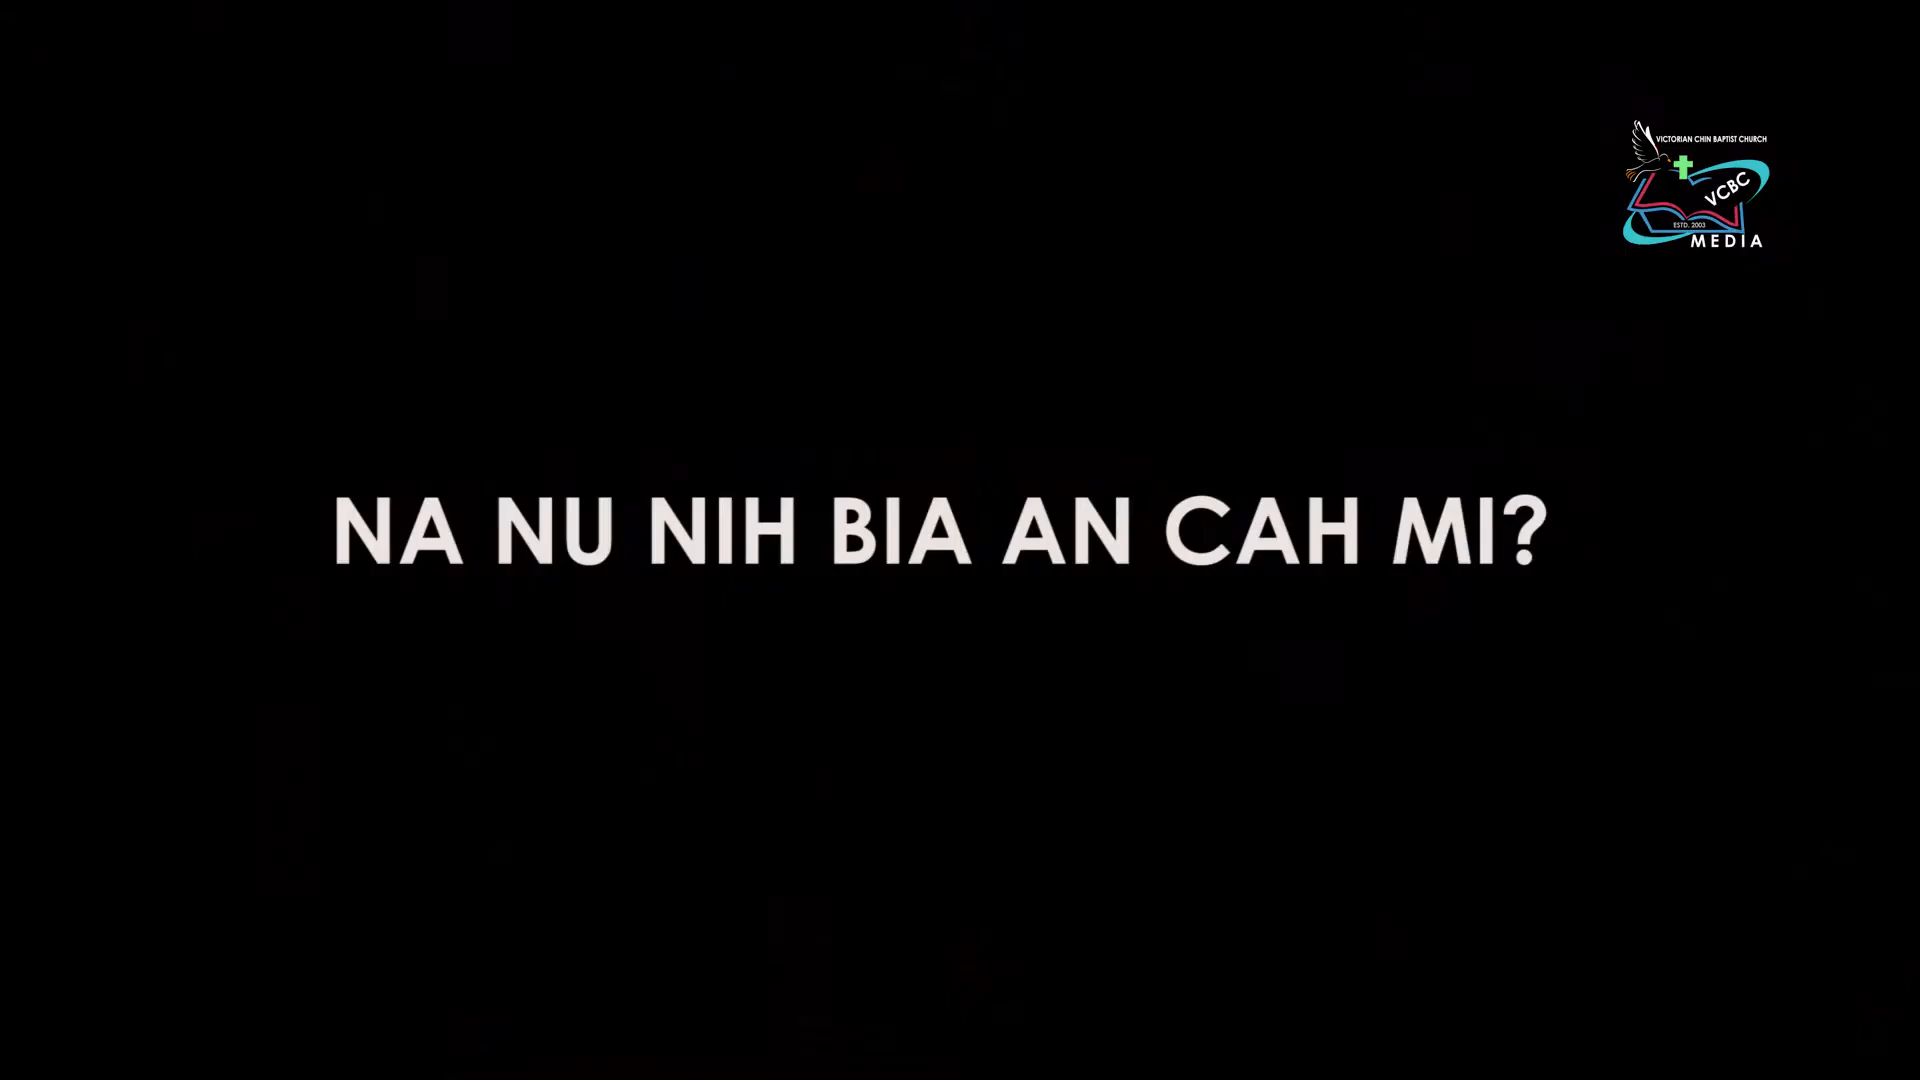 VICTORIAN CHIN BAPTIST CHURCH
VCBC
ESTD. 2003
MEDIA
NA NU NIH BIA AN CAH MI?